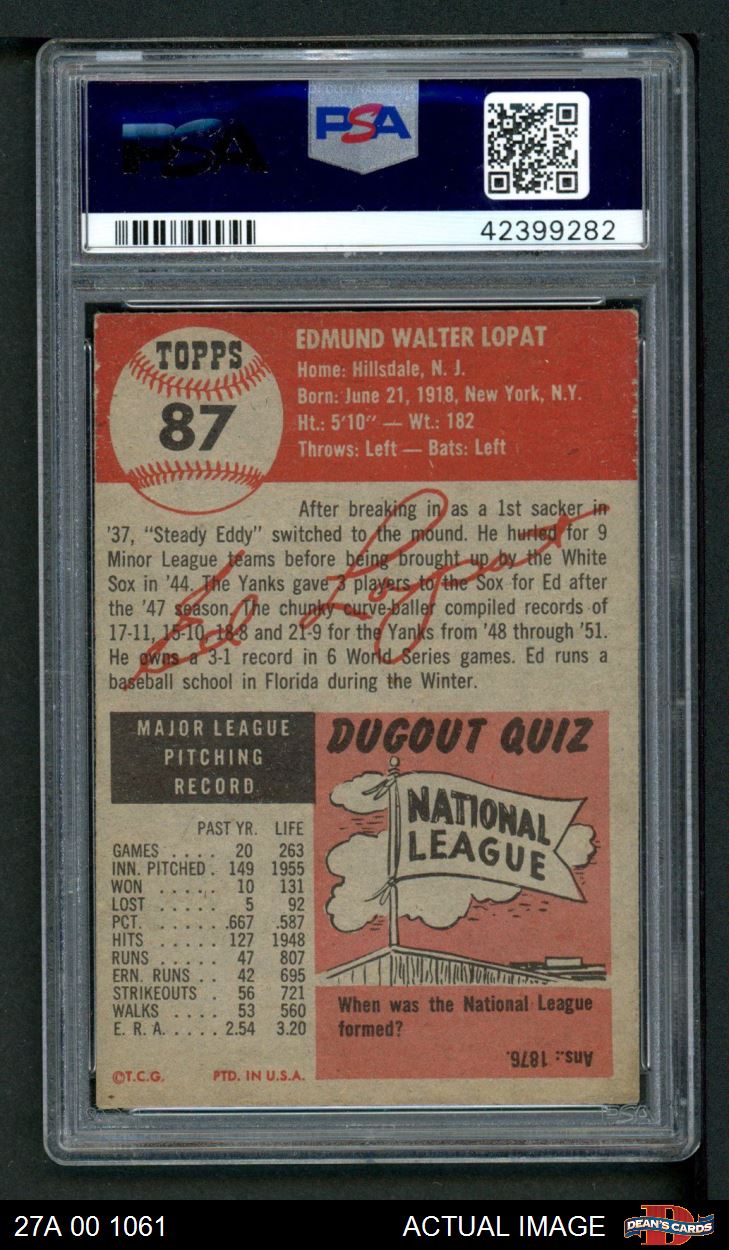 PSA
PSA
42399282
TOPPS
87
EDMUND WALTER LOPAT
Home: Hillsdale, N. J.
Born: June 21, 1918, New York, N.Y.
Ht.: 5'10" — Wt.: 182
Throws: Left — Bats: Left
After breaking in as a 1st sacker in
'37, "Steady Eddy" switched to the mound. He hurled for 9
Minor League teams before being brought up by the White
Sox in '44. The Yanks gave 3 players to the Sox for Ed after
the '47 season. The chunky curve-baller compiled records of
17-11, 15-10, 18-8 and 21-9 for the Yanks from '48 through '51.
He owns a 3-1 record in 6 World Series games. Ed runs a
baseball school in Florida during the Winter.
Ed Lopat
MAJOR LEAGUE
PITCHING
RECORD
PAST YR. LIFE
GAMES . . . . 20 263
INN. PITCHED . 149 1955
WON . . . . . 10 131
LOST . . . . . 5 92
PCT. . . . . . .667 .587
HITS . . . . . 127 1948
RUNS . . . . . 47 807
ERN. RUNS . . 42 695
STRIKEOUTS . 56 721
WALKS . . . . 53 560
E. R. A. . . . . 2.54 3.20
©T.C.G. PTD. IN U.S.A.
DUGOUT QUIZ
NATIONAL
LEAGUE
When was the National League
formed?
Ans.: 1876.
PSA
27A 00 1061 ACTUAL IMAGE DEAN'S CARDS